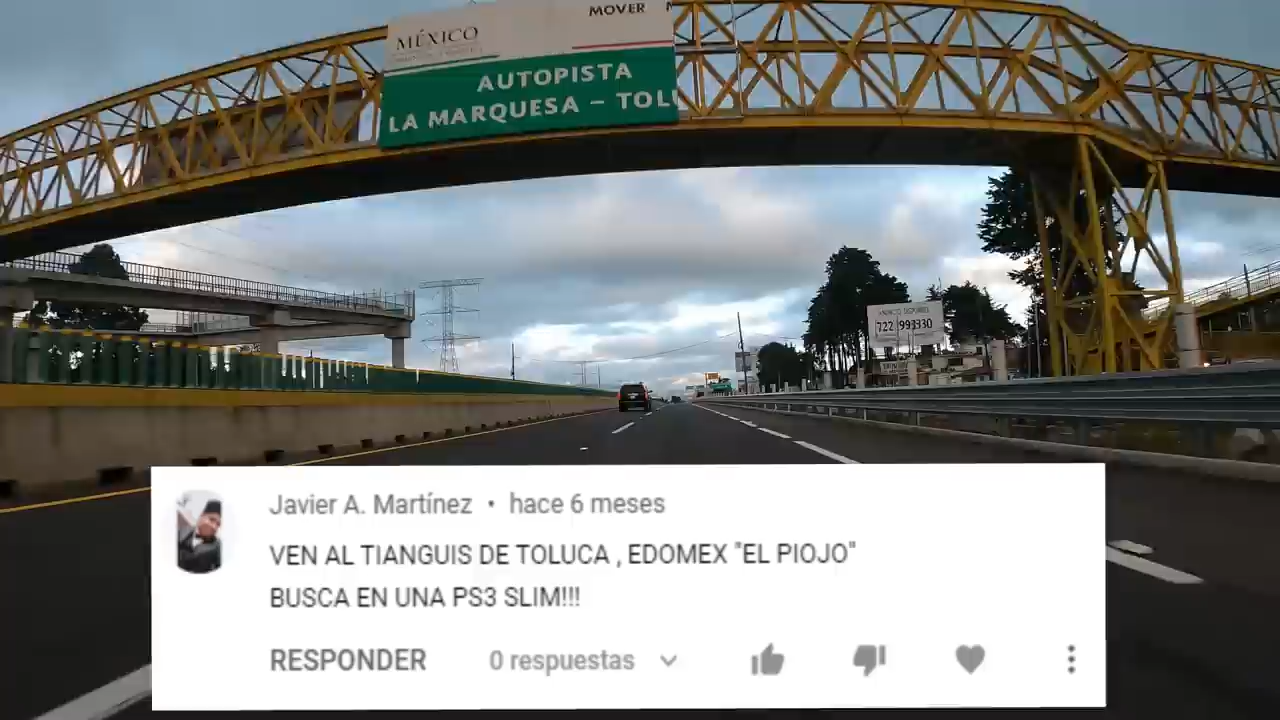 MOVER
MÉXICO
AUTOPISTA
LA MARQUESA – TOLU
722 993330
Javier A. Martínez • hace 6 meses
VEN AL TIANGUIS DE TOLUCA , EDOMEX "EL PIOJO"
BUSCA EN UNA PS3 SLIM!!!
RESPONDER 0 respuestas